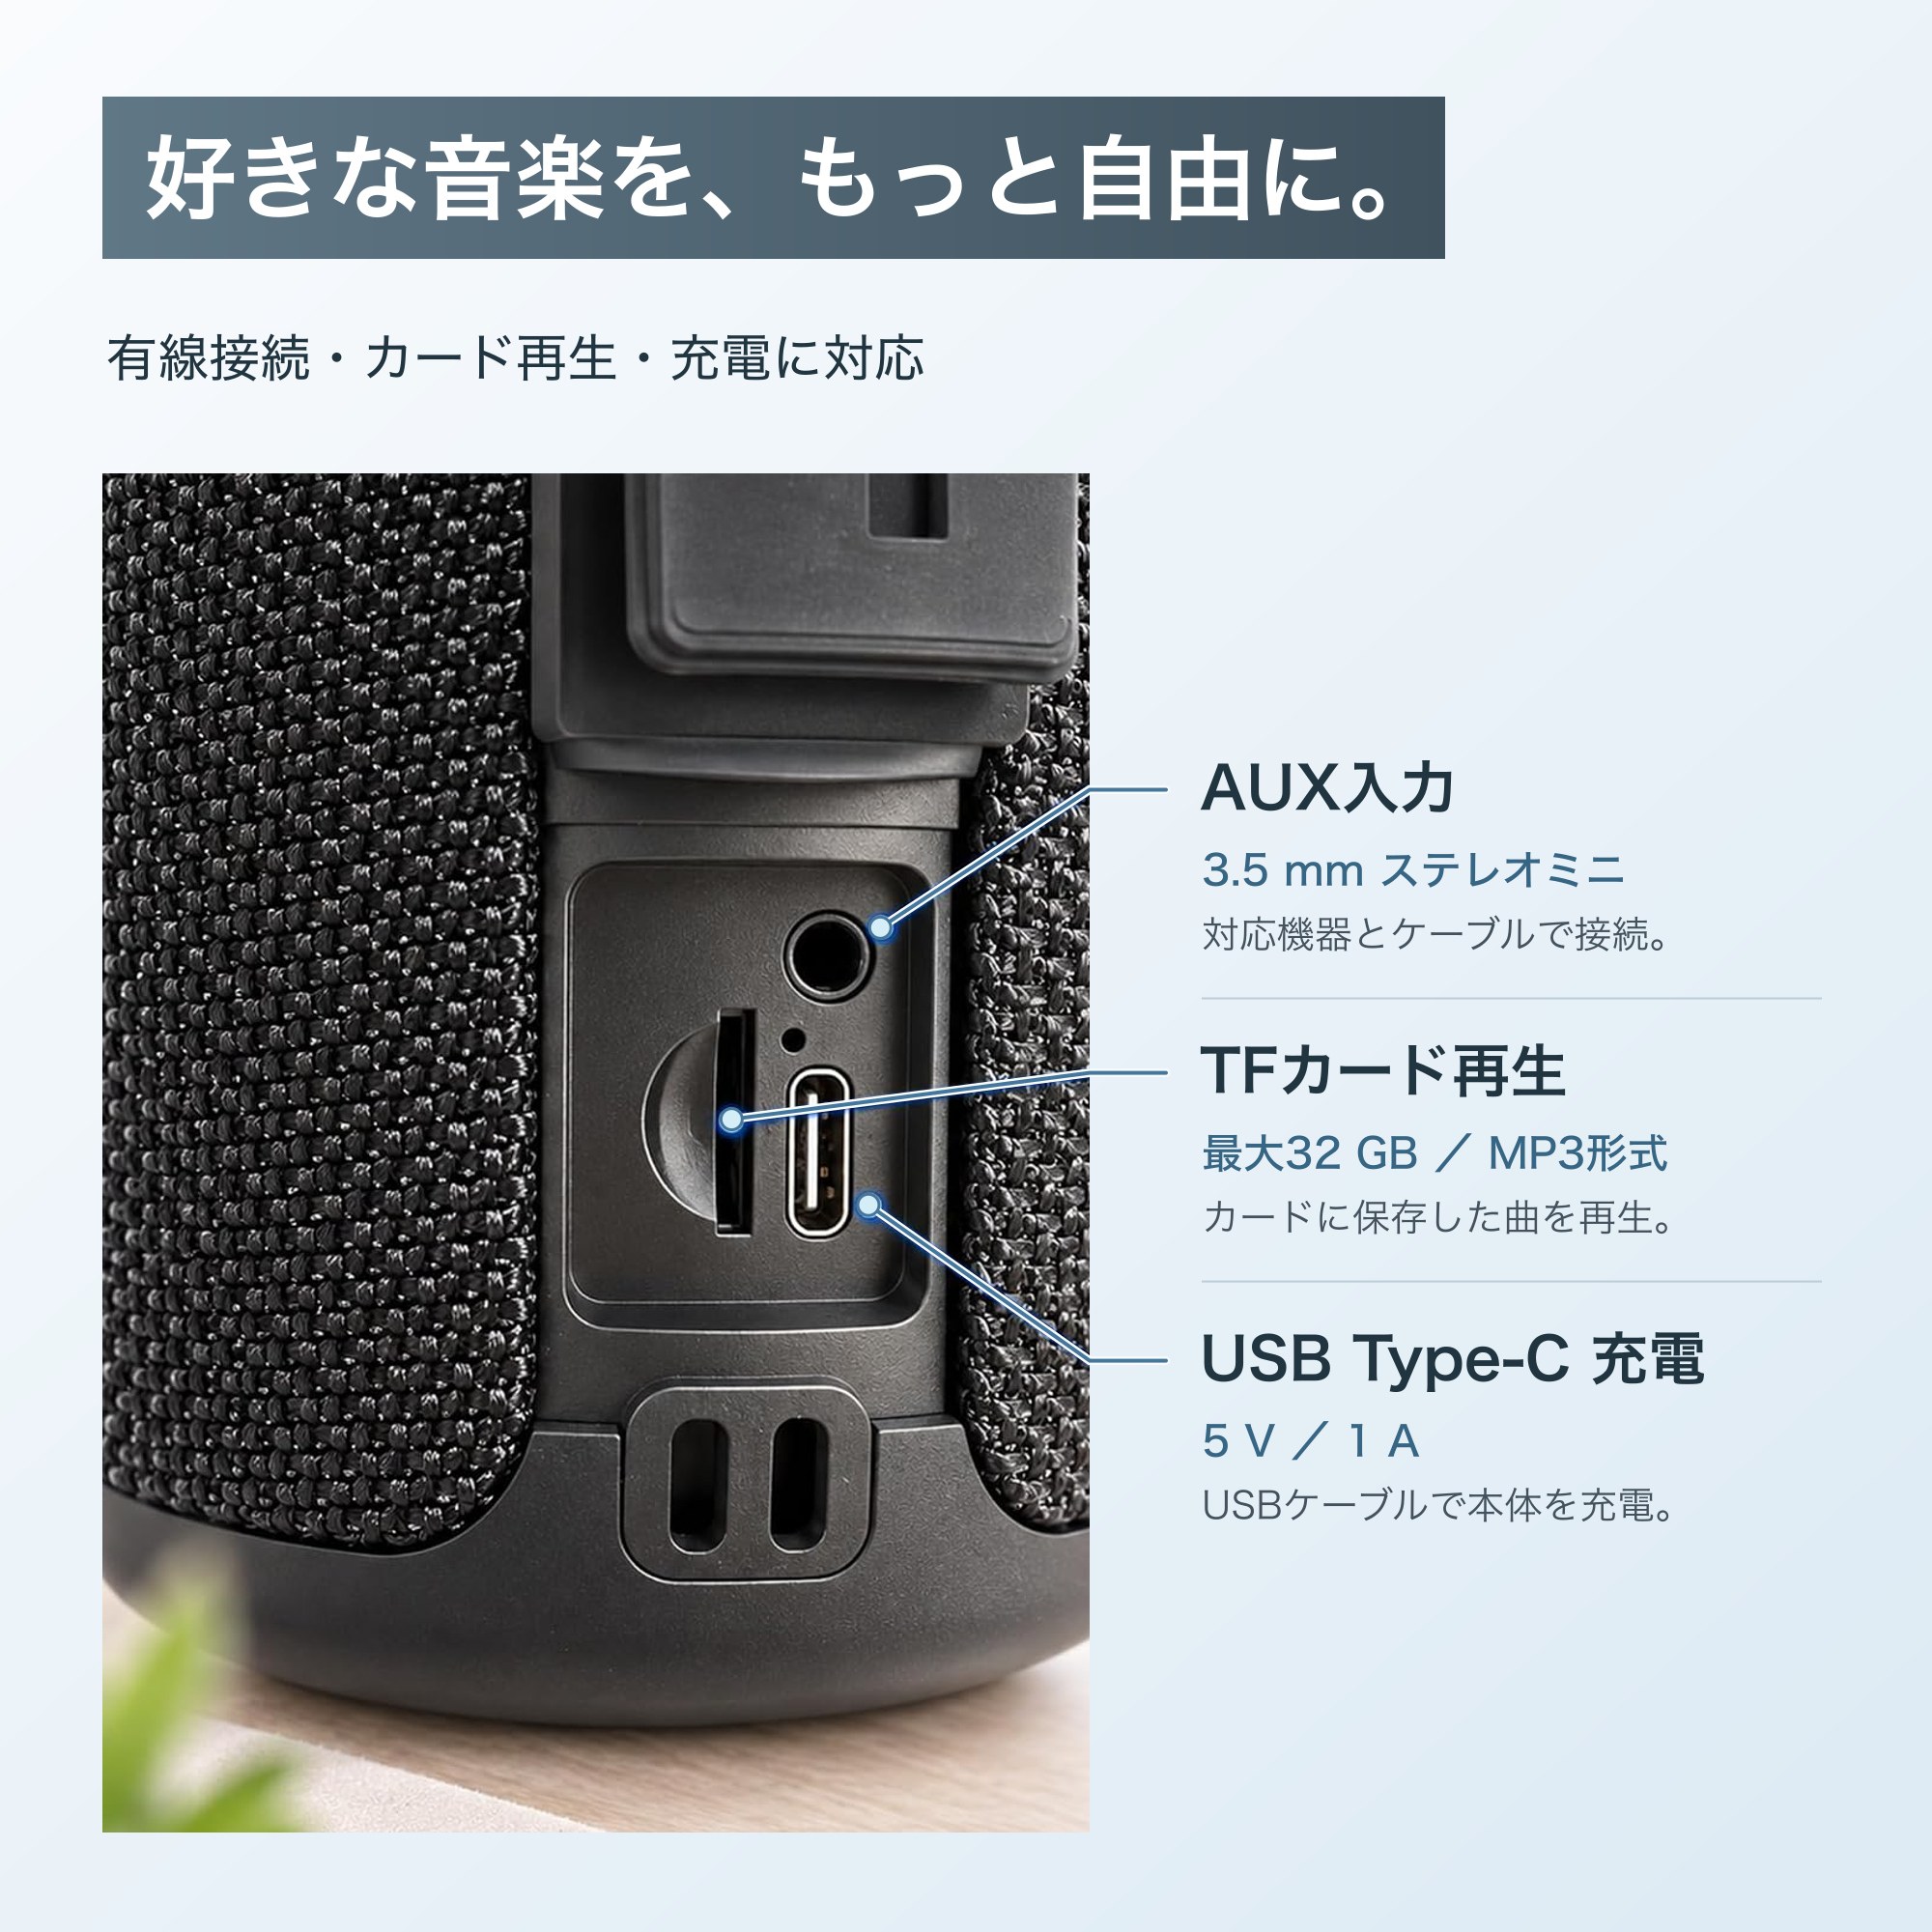 好きな音楽を、もっと自由に。
有線接続・カード再生・充電に対応
AUX入力
3.5 mm ステレオミニ
対応機器とケーブルで接続。
TFカード再生
最大32 GB ／ MP3形式
カードに保存した曲を再生。
USB Type-C 充電
5 V ／ 1 A
USBケーブルで本体を充電。